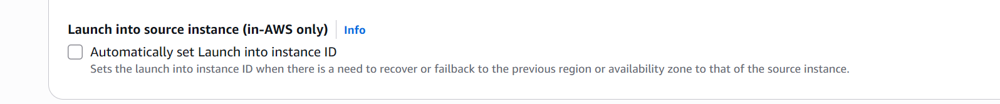 Launch into source instance (in-AWS only) Info
Automatically set Launch into instance ID
Sets the launch into instance ID when there is a need to recover or failback to the previous region or availability zone to that of the source instance.